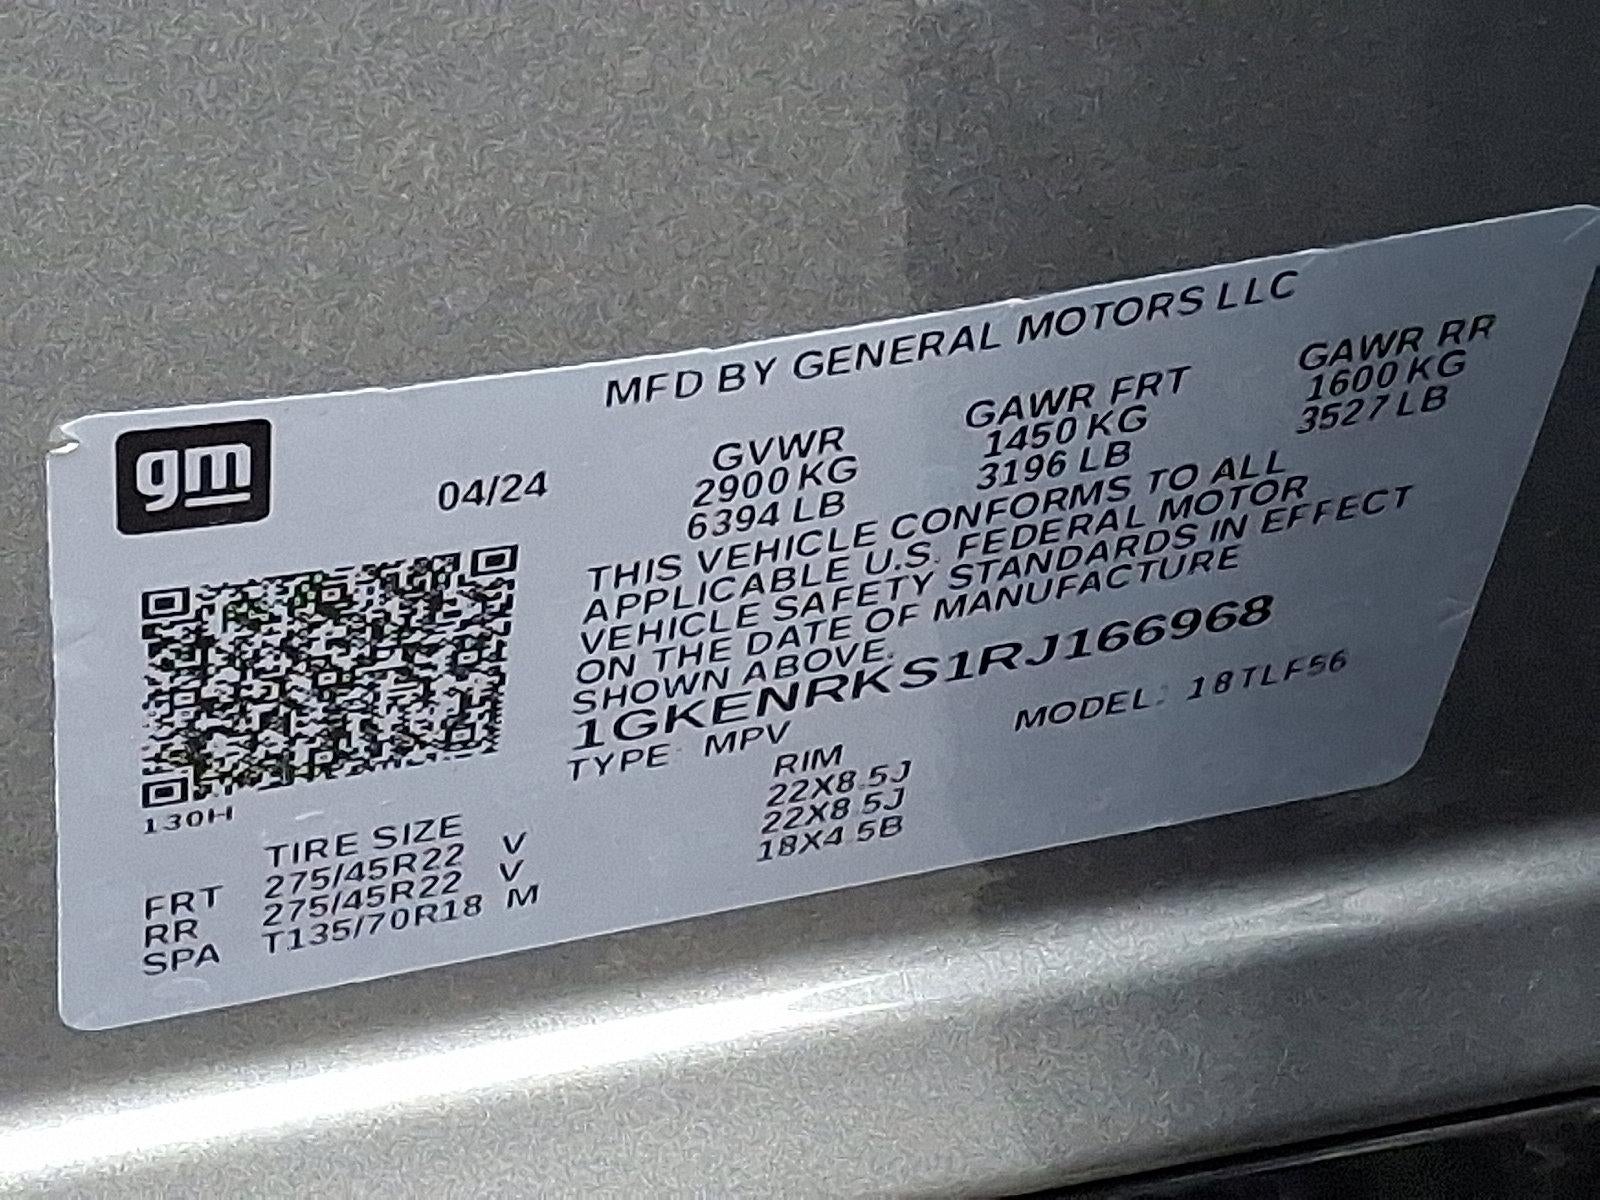 MFD BY GENERAL MOTORS LLC
gm
04/24
GVWR GAWR FRT GAWR RR
2900 KG 1450 KG 1600 KG
6394 LB 3196 LB 3527 LB
THIS VEHICLE CONFORMS TO ALL
APPLICABLE U.S. FEDERAL MOTOR
VEHICLE SAFETY STANDARDS IN EFFECT
ON THE DATE OF MANUFACTURE
SHOWN ABOVE.
1GKENRKS1RJ166968
TYPE: MPV MODEL: 18TLF56
130H
TIRE SIZE RIM
FRT 275/45R22 V 22X8.5J
RR 275/45R22 V 22X8.5J
SPA T135/70R18 M 18X4.5B